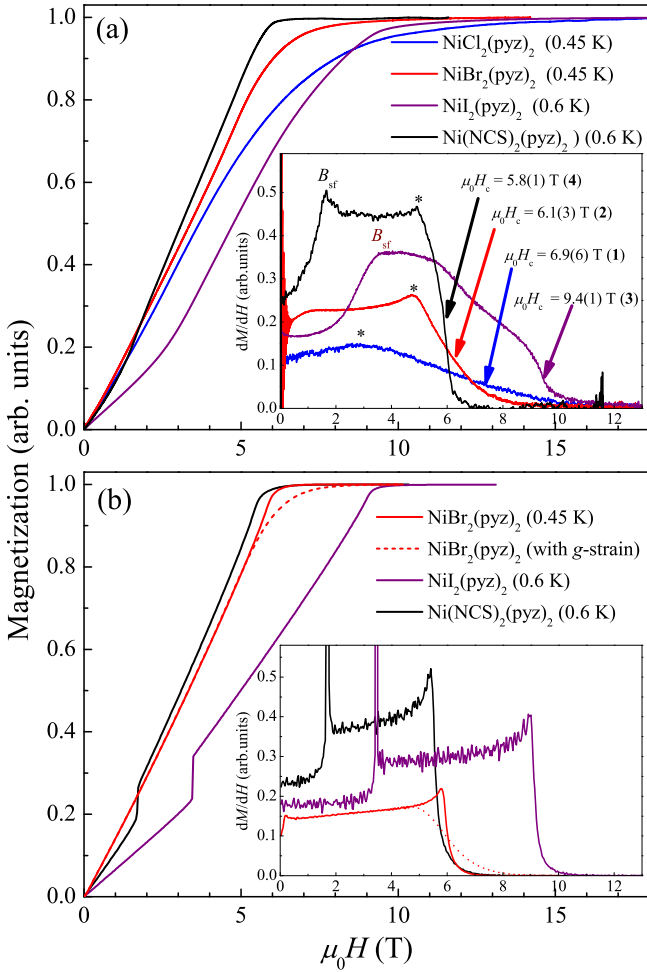 (a)
NiCl₂(pyz)₂ (0.45 K)
NiBr₂(pyz)₂ (0.45 K)
NiI₂(pyz)₂ (0.6 K)
Ni(NCS)₂(pyz)₂ ) (0.6 K)
1.0
0.8
0.6
0.4
0.2
0.0
0 5 10 15
B_sf
*
μ₀H_c = 5.8(1) T (4)
μ₀H_c = 6.1(3) T (2)
B_sf
μ₀H_c = 6.9(6) T (1)
*
μ₀H_c = 9.4(1) T (3)
*
dM/dH (arb.units)
0.5
0.4
0.3
0.2
0.1
0.0
0 2 4 6 8 10 12
Magnetization (arb. units)
(b)
NiBr₂(pyz)₂ (0.45 K)
NiBr₂(pyz)₂ (with g-strain)
NiI₂(pyz)₂ (0.6 K)
Ni(NCS)₂(pyz)₂ (0.6 K)
1.0
0.8
0.6
0.4
0.2
0.0
dM/dH (arb.units)
0.5
0.4
0.3
0.2
0.1
0.0
0 2 4 6 8 10 12
0 5 10 15
μ₀H (T)